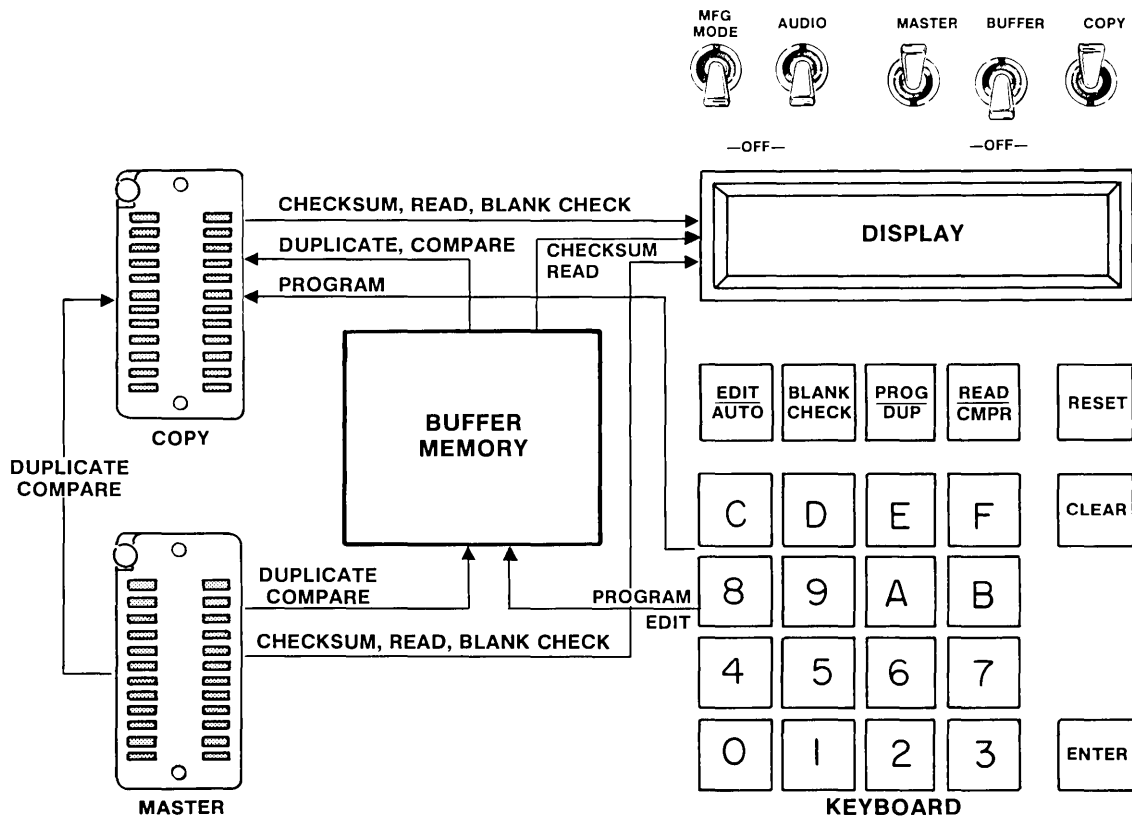 MFG
MODE
AUDIO
MASTER
BUFFER
COPY
—OFF—
—OFF—
CHECKSUM, READ, BLANK CHECK
DUPLICATE, COMPARE
CHECKSUM
READ
PROGRAM
DISPLAY
COPY
BUFFER
MEMORY
DUPLICATE
COMPARE
EDIT
AUTO
BLANK
CHECK
PROG
DUP
READ
CMPR
RESET
C
D
E
F
CLEAR
DUPLICATE
COMPARE
PROGRAM
EDIT
8
9
A
B
CHECKSUM, READ, BLANK CHECK
4
5
6
7
0
1
2
3
ENTER
MASTER
KEYBOARD